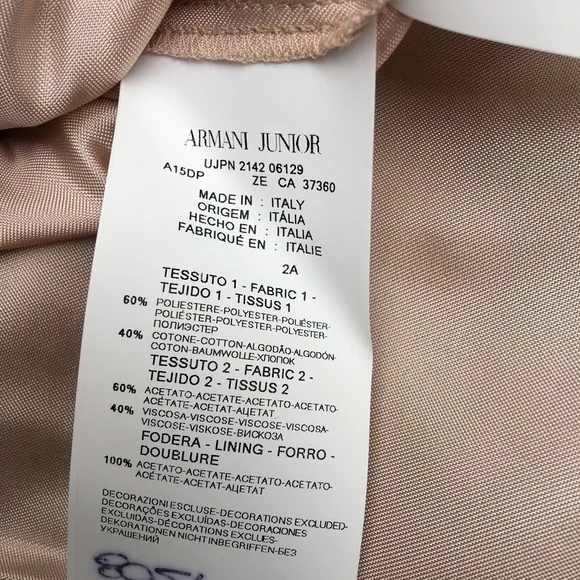 ARMANI JUNIOR
UJPN 2142 06129
A15DP ZE CA 37360
MADE IN : ITALY
ORIGEM : ITÁLIA
HECHO EN : ITALIA
FABRIQUÉ EN : ITALIE
2A
TESSUTO 1 - FABRIC 1 -
TEJIDO 1 - TISSUS 1
60% POLIESTERE-POLYESTER-POLIÉSTER-
POLIÉSTER-POLYESTER-POLYESTER-
ПОЛИЭСТЕР
40% COTONE-COTTON-ALGODÃO-ALGODÓN-
COTON-BAUMWOLLE-ХЛОПОК
TESSUTO 2 - FABRIC 2 -
TEJIDO 2 - TISSUS 2
60% ACETATO-ACETATE-ACETATO-ACETATO-
ACÉTATE-ACETAT-АЦЕТАТ
40% VISCOSA-VISCOSE-VISCOSE-VISCOSA-
VISCOSE-VISKOSE-ВИСКОЗА
FODERA - LINING - FORRO -
DOUBLURE
100% ACETATO-ACETATE-ACETATO-ACETATO-
ACÉTATE-ACETAT-АЦЕТАТ
DECORAZIONI ESCLUSE-DECORATIONS EXCLUDED-
DECORAÇÕES EXCLUÍDAS-DECORACIONES
EXCLUIDAS-DÉCORATIONS EXCLUES-
DEKORATIONEN NICHT INBEGRIFFEN-БЕЗ
УКРАШЕНИЙ